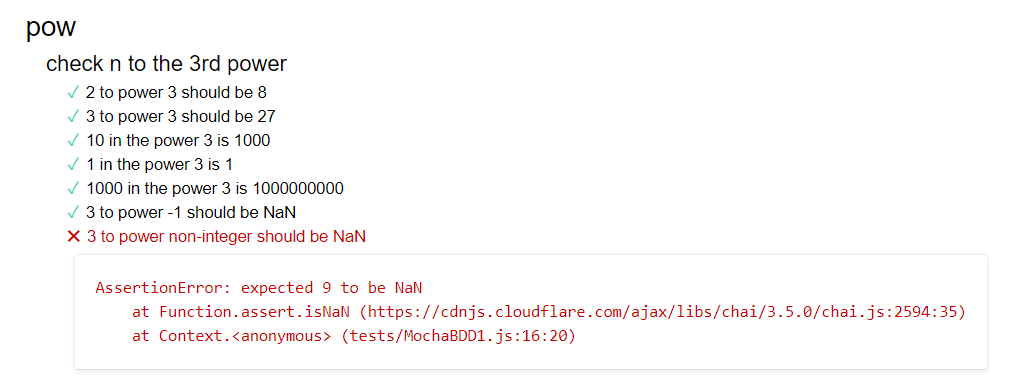 pow
check n to the 3rd power
✓ 2 to power 3 should be 8
✓ 3 to power 3 should be 27
✓ 10 in the power 3 is 1000
✓ 1 in the power 3 is 1
✓ 1000 in the power 3 is 1000000000
✓ 3 to power -1 should be NaN
✕ 3 to power non-integer should be NaN
AssertionError: expected 9 to be NaN
at Function.assert.isNaN (https://cdnjs.cloudflare.com/ajax/libs/chai/3.5.0/chai.js:2594:35)
at Context.<anonymous> (tests/MochaBDD1.js:16:20)